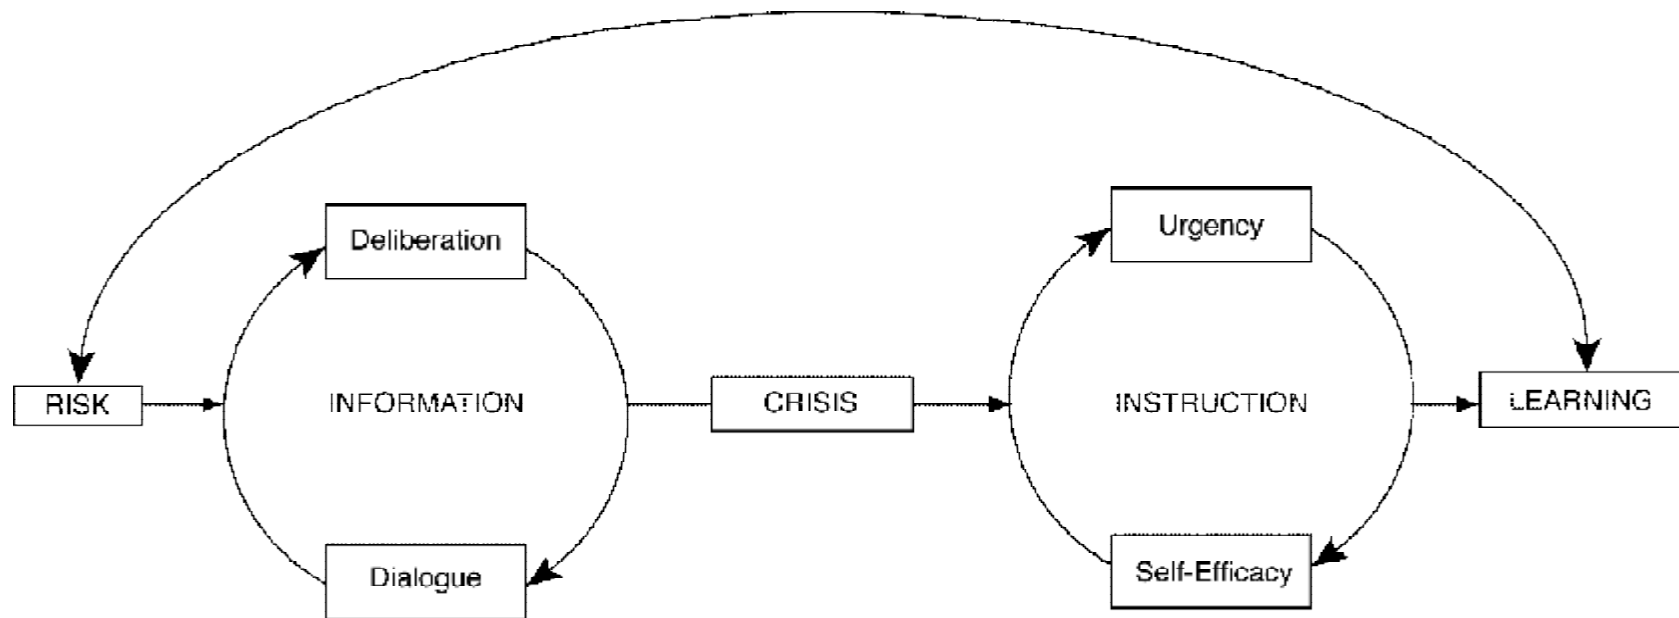 Deliberation
Urgency
RISK
INFORMATION
CRISIS
INSTRUCTION
LEARNING
Dialogue
Self-Efficacy